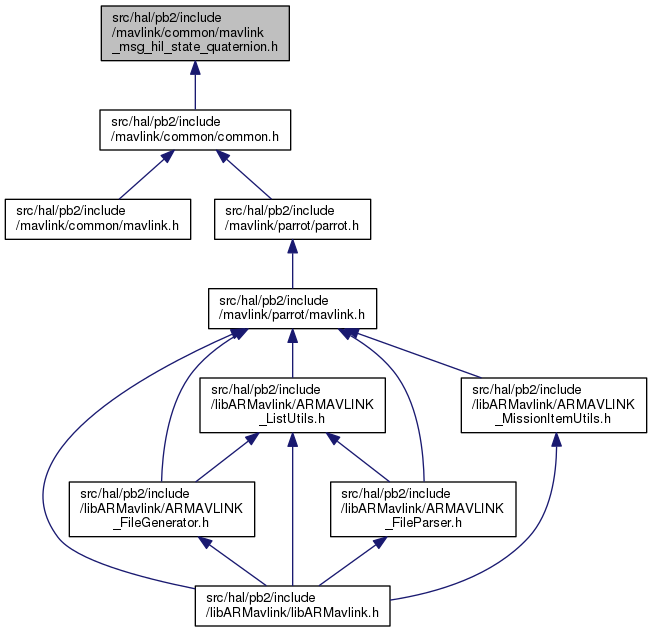 src/hal/pb2/include
/mavlink/common/mavlink
_msg_hil_state_quaternion.h
src/hal/pb2/include
/mavlink/common/common.h
src/hal/pb2/include
/mavlink/common/mavlink.h
src/hal/pb2/include
/mavlink/parrot/parrot.h
src/hal/pb2/include
/mavlink/parrot/mavlink.h
src/hal/pb2/include
/libARMavlink/ARMAVLINK
_ListUtils.h
src/hal/pb2/include
/libARMavlink/ARMAVLINK
_MissionItemUtils.h
src/hal/pb2/include
/libARMavlink/ARMAVLINK
_FileGenerator.h
src/hal/pb2/include
/libARMavlink/ARMAVLINK
_FileParser.h
src/hal/pb2/include
/libARMavlink/libARMavlink.h